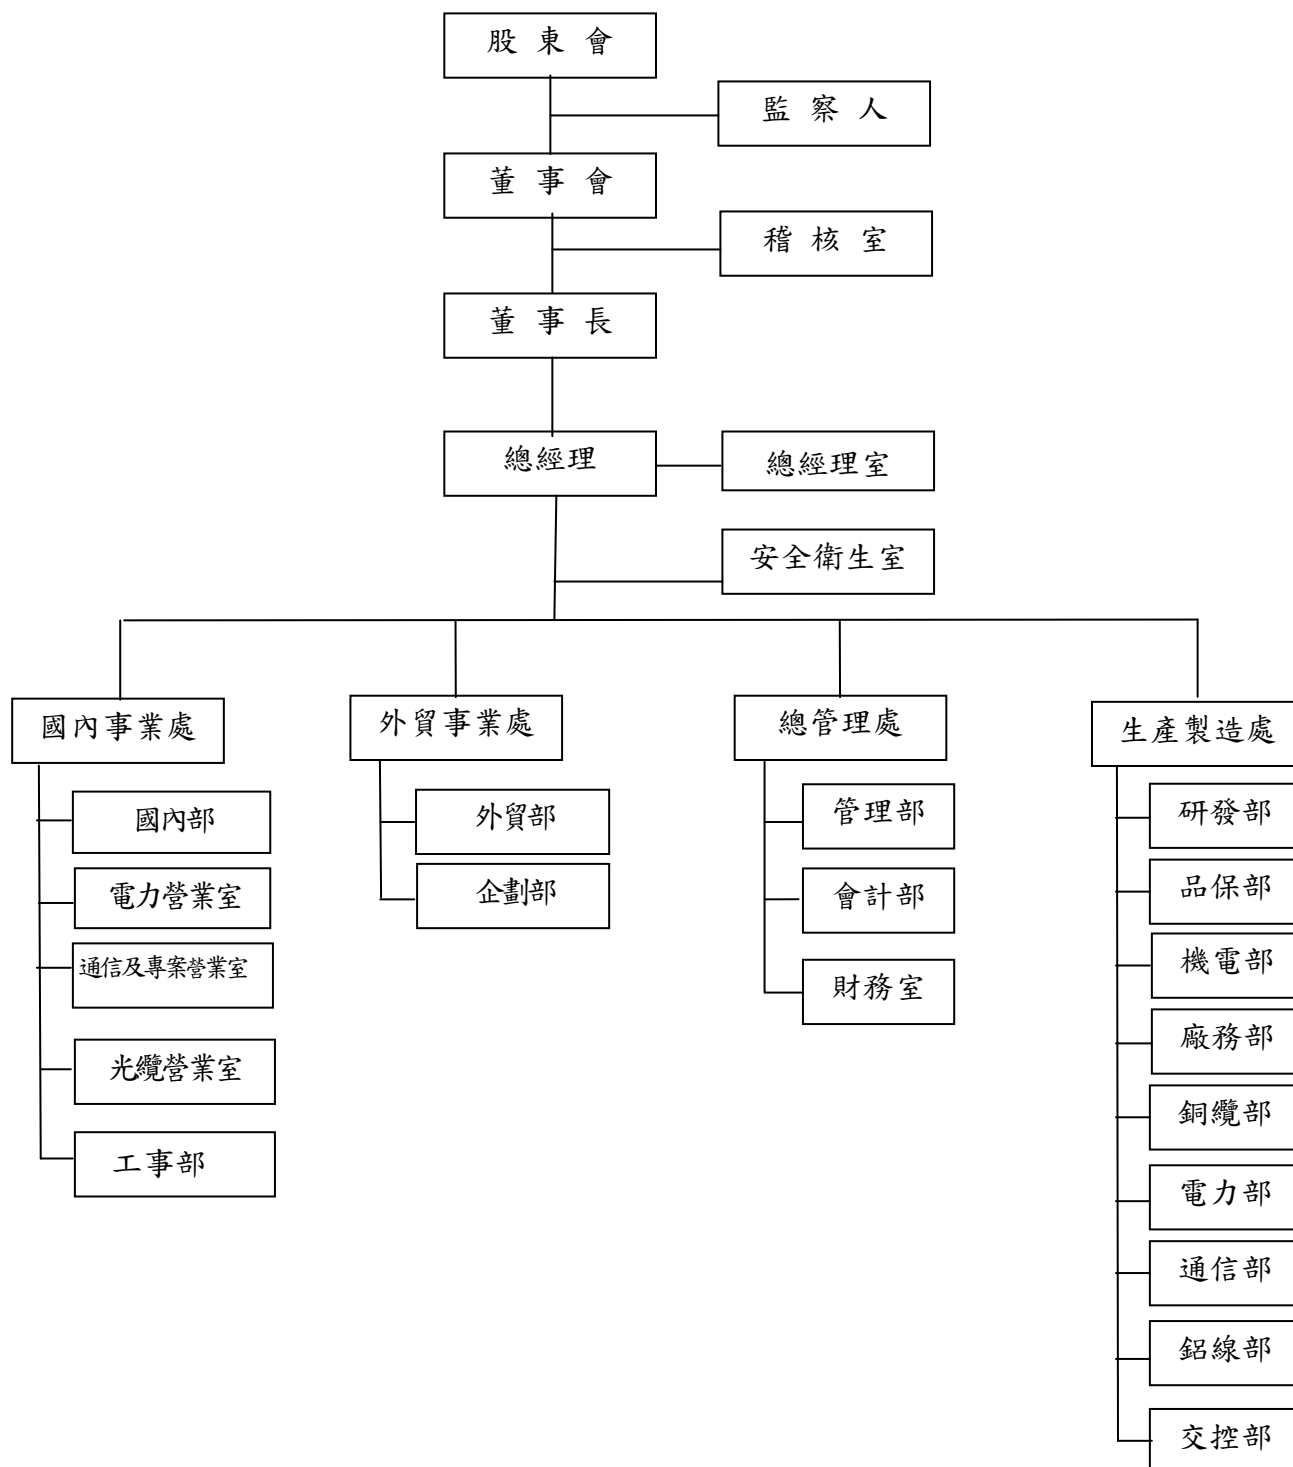 股東會
監察人
董事會
稽核室
董事長
總經理
總經理室
安全衛生室
國內事業處
外貿事業處
總管理處
生產製造處
國內部
電力營業室
通信及專案營業室
光纜營業室
工事部
外貿部
企劃部
管理部
會計部
財務室
研發部
品保部
機電部
廠務部
銅纜部
電力部
通信部
鋁線部
交控部